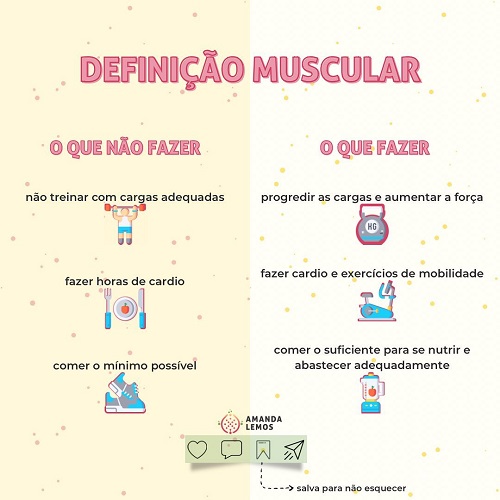 DEFINIÇÃO MUSCULAR
O QUE NÃO FAZER
não treinar com cargas adequadas
fazer horas de cardio
comer o mínimo possível
O QUE FAZER
progredir as cargas e aumentar a força
HG
fazer cardio e exercícios de mobilidade
comer o suficiente para se nutrir e
abastecer adequadamente
AMANDA
LEMOS
salva para não esquecer